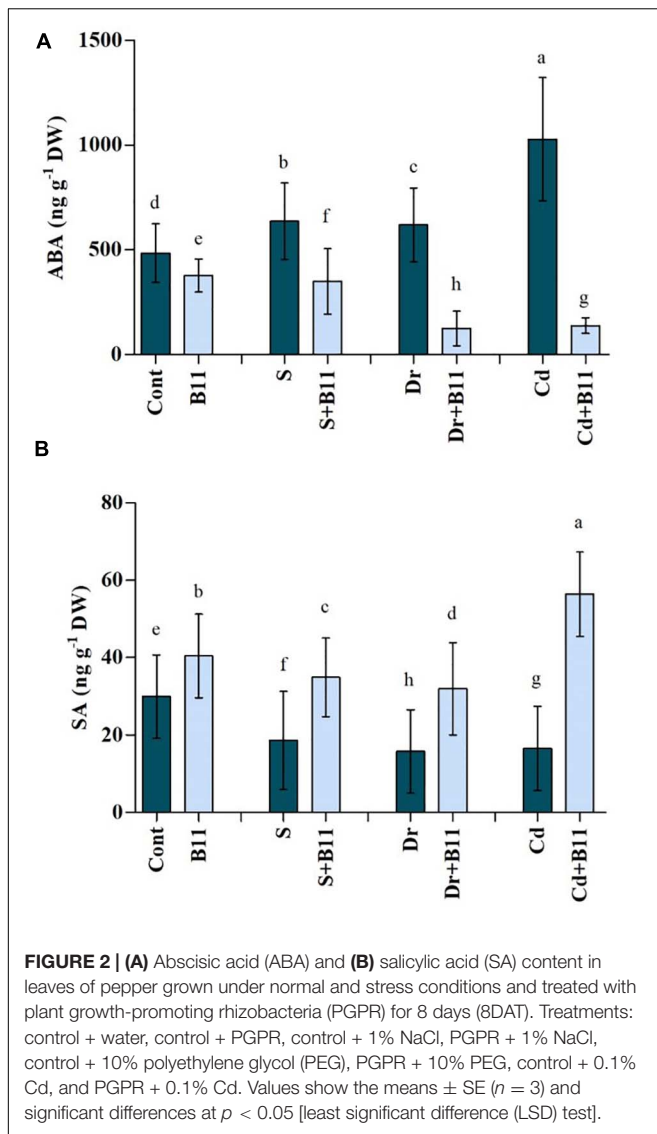 A
1500
1000
500
0
ABA (ng g⁻¹ DW)
d
e
b
f
c
h
a
g
Cont
B11
S
S+B11
Dr
Dr+B11
Cd
Cd+B11
B
80
60
40
20
0
SA (ng g⁻¹ DW)
e
b
f
c
h
d
g
a
Cont
B11
S
S+B11
Dr
Dr+B11
Cd
Cd+B11
FIGURE 2 | (A) Abscisic acid (ABA) and (B) salicylic acid (SA) content in
leaves of pepper grown under normal and stress conditions and treated with
plant growth-promoting rhizobacteria (PGPR) for 8 days (8DAT). Treatments:
control + water, control + PGPR, control + 1% NaCl, PGPR + 1% NaCl,
control + 10% polyethylene glycol (PEG), PGPR + 10% PEG, control + 0.1%
Cd, and PGPR + 0.1% Cd. Values show the means ± SE (n = 3) and
significant differences at p < 0.05 [least significant difference (LSD) test].